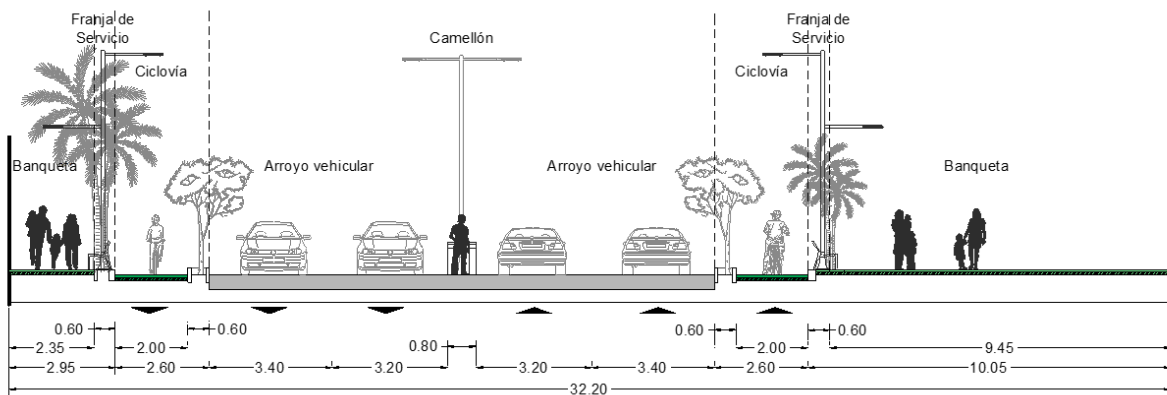 Franja de
Servicio
Ciclovía
Camellón
Franja de
Servicio
Ciclovía
Banqueta
Arroyo vehicular
Arroyo vehicular
Banqueta
0.60
0.60
0.60
0.60
2.35
2.00
0.80
2.00
9.45
2.95
2.60
3.40
3.20
3.20
3.40
2.60
10.05
32.20